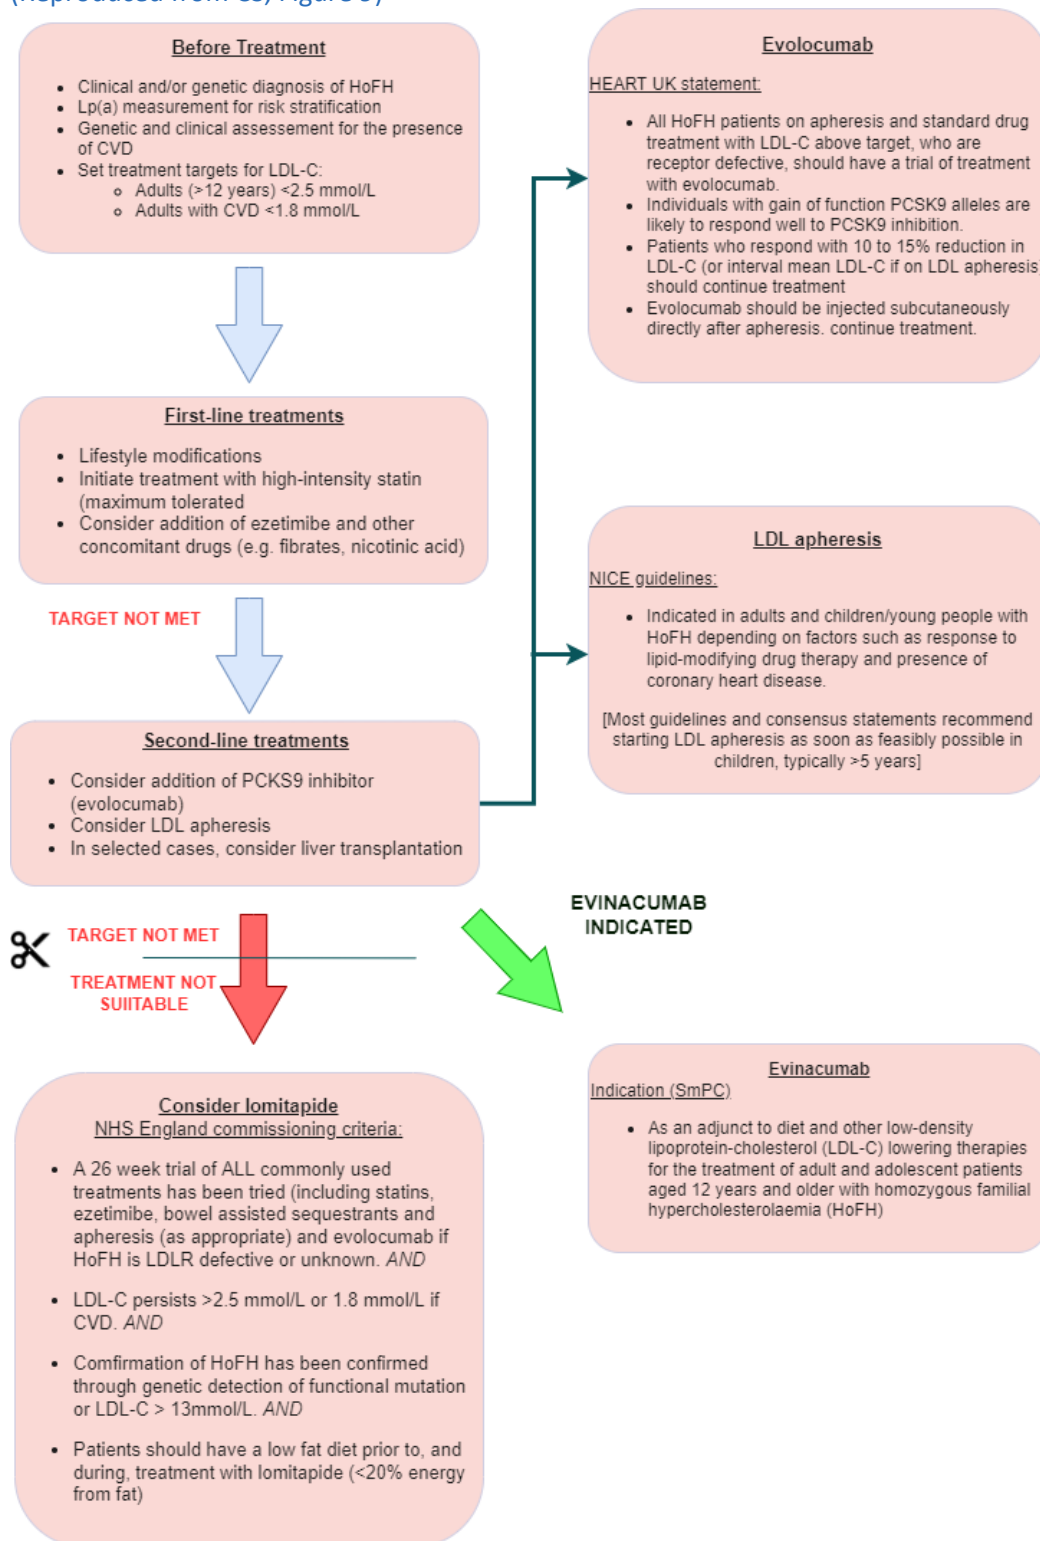 (Reproduced from CS, Figure 9)
Before Treatment
• Clinical and/or genetic diagnosis of HoFH
• Lp(a) measurement for risk stratification
• Genetic and clinical assessement for the presence
of CVD
• Set treatment targets for LDL-C:
o Adults (>12 years) <2.5 mmol/L
o Adults with CVD <1.8 mmol/L
First-line treatments
• Lifestyle modifications
• Initiate treatment with high-intensity statin
(maximum tolerated
• Consider addition of ezetimibe and other
concomitant drugs (e.g. fibrates, nicotinic acid)
TARGET NOT MET
Second-line treatments
• Consider addition of PCKS9 inhibitor
(evolocumab)
• Consider LDL apheresis
• In selected cases, consider liver transplantation
Evolocumab
HEART UK statement:
• All HoFH patients on apheresis and standard drug
treatment with LDL-C above target, who are
receptor defective, should have a trial of treatment
with evolocumab.
• Individuals with gain of function PCSK9 alleles are
likely to respond well to PCSK9 inhibition.
• Patients who respond with 10 to 15% reduction in
LDL-C (or interval mean LDL-C if on LDL apheresis)
should continue treatment
• Evolocumab should be injected subcutaneously
directly after apheresis. continue treatment.
LDL apheresis
NICE guidelines:
• Indicated in adults and children/young people with
HoFH depending on factors such as response to
lipid-modifying drug therapy and presence of
coronary heart disease.
[Most guidelines and consensus statements recommend
starting LDL apheresis as soon as feasibly possible in
children, typically >5 years]
TARGET NOT MET
TREATMENT NOT
SUIITABLE
EVINACUMAB
INDICATED
Consider lomitapide
NHS England commissioning criteria:
• A 26 week trial of ALL commonly used
treatments has been tried (including statins,
ezetimibe, bowel assisted sequestrants and
apheresis (as appropriate) and evolocumab if
HoFH is LDLR defective or unknown. AND
• LDL-C persists >2.5 mmol/L or 1.8 mmol/L if
CVD. AND
• Comfirmation of HoFH has been confirmed
through genetic detection of functional mutation
or LDL-C > 13mmol/L. AND
• Patients should have a low fat diet prior to, and
during, treatment with lomitapide (<20% energy
from fat)
Evinacumab
Indication (SmPC)
• As an adjunct to diet and other low-density
lipoprotein-cholesterol (LDL-C) lowering therapies
for the treatment of adult and adolescent patients
aged 12 years and older with homozygous familial
hypercholesterolaemia (HoFH)